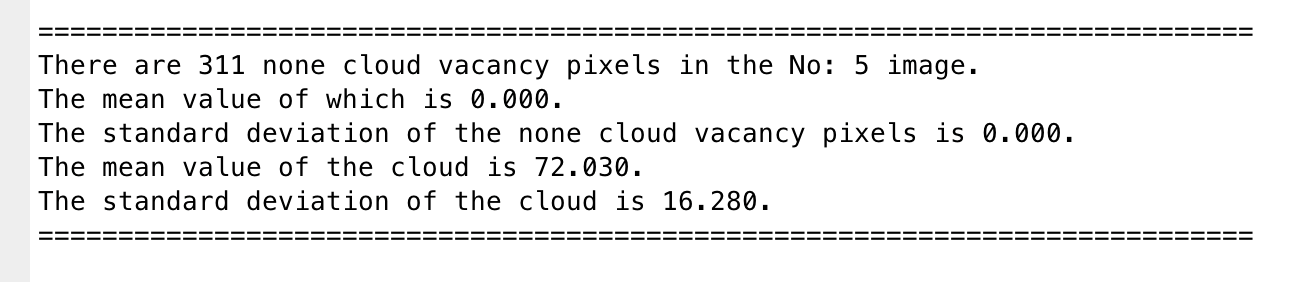 ============================================================================
There are 311 none cloud vacancy pixels in the No: 5 image.
The mean value of which is 0.000.
The standard deviation of the none cloud vacancy pixels is 0.000.
The mean value of the cloud is 72.030.
The standard deviation of the cloud is 16.280.
============================================================================